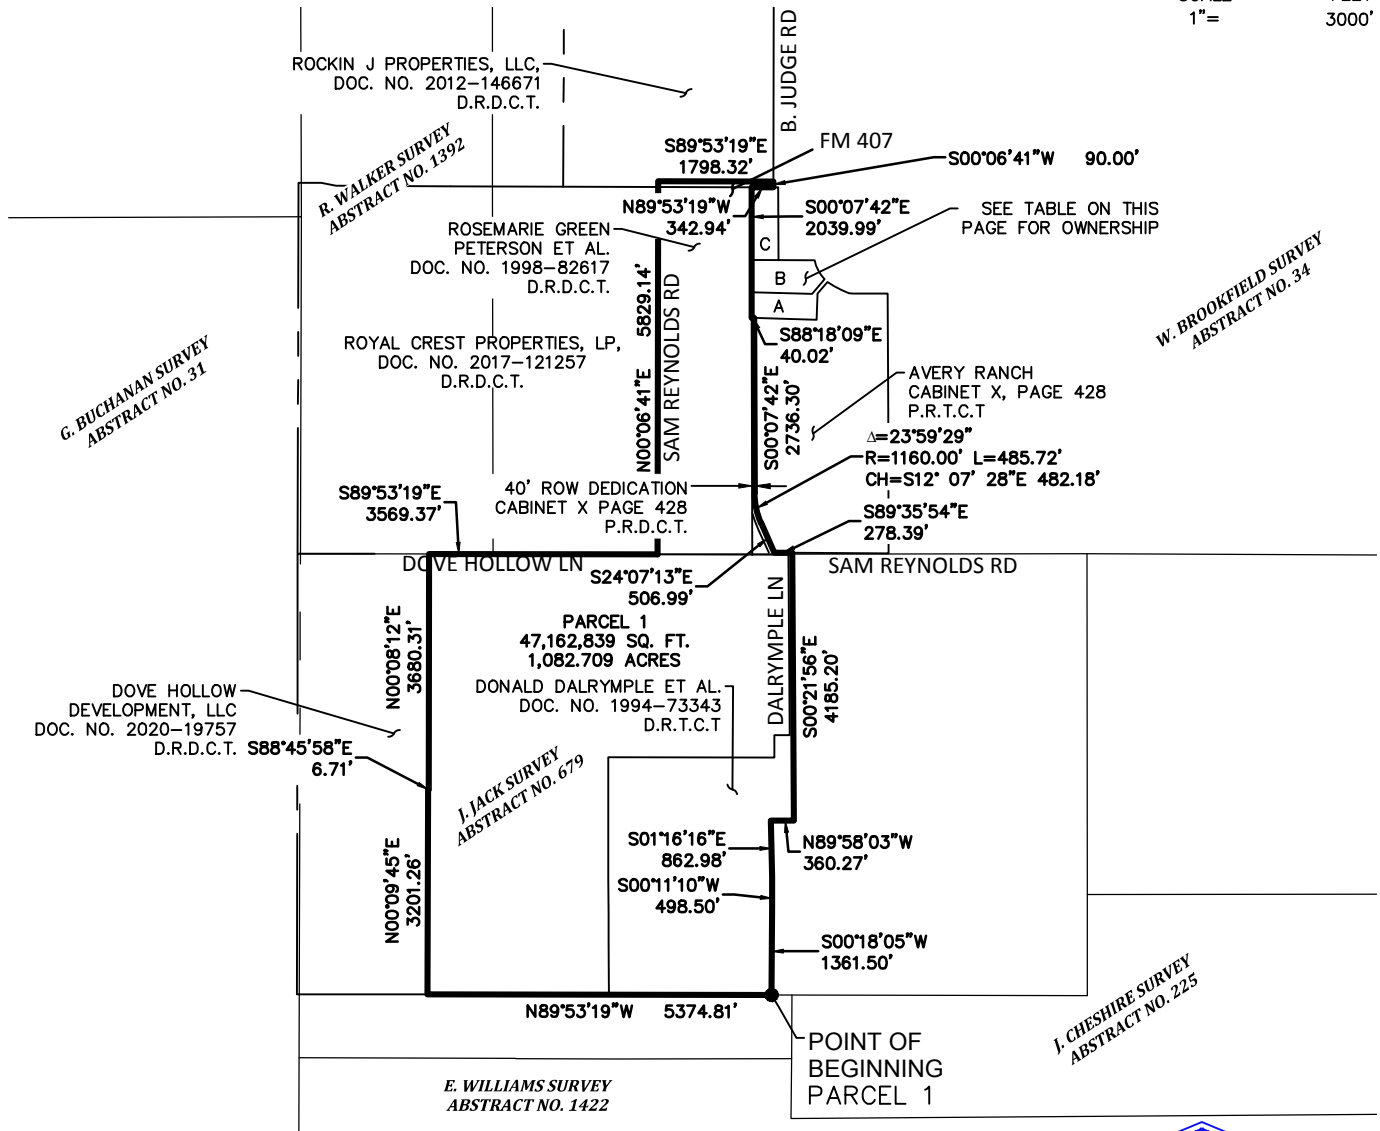 1"= 3000'
B. JUDGE RD
ROCKIN J PROPERTIES, LLC,
DOC. NO. 2012-146671
D.R.D.C.T.
R. WALKER SURVEY
ABSTRACT NO. 1392
S89°53'19"E
1798.32'
FM 407
S00°06'41"W 90.00'
N89°53'19"W
342.94'
S00°07'42"E
2039.99'
SEE TABLE ON THIS
PAGE FOR OWNERSHIP
ROSEMARIE GREEN
PETERSON ET AL.
DOC. NO. 1998-82617
D.R.D.C.T.
C
B
A
W. BROOKFIELD SURVEY
ABSTRACT NO. 34
N00°06'41"E 5829.14'
SAM REYNOLDS RD
S88°18'09"E
40.02'
G. BUCHANAN SURVEY
ABSTRACT NO. 31
ROYAL CREST PROPERTIES, LP,
DOC. NO. 2017-121257
D.R.D.C.T.
S00°07'42"E
2736.30'
AVERY RANCH
CABINET X, PAGE 428
P.R.T.C.T
Δ=23°59'29"
R=1160.00' L=485.72'
CH=S12° 07' 28"E 482.18'
S89°53'19"E
3569.37'
40' ROW DEDICATION
CABINET X PAGE 428
P.R.D.C.T.
S89°35'54"E
278.39'
DOVE HOLLOW LN
SAM REYNOLDS RD
S24°07'13"E
506.99'
DALRYMPLE LN
PARCEL 1
47,162,839 SQ. FT.
1,082.709 ACRES
N00°08'12"E
3680.31'
S00°21'56"E
4185.20'
DOVE HOLLOW
DEVELOPMENT, LLC
DOC. NO. 2020-19757
D.R.D.C.T.
DONALD DALRYMPLE ET AL.
DOC. NO. 1994-73343
D.R.T.C.T
S88°45'58"E
6.71'
J. JACK SURVEY
ABSTRACT NO. 679
S01°16'16"E
862.98'
N89°58'03"W
360.27'
N00°09'45"E
3201.26'
S00°11'10"W
498.50'
S00°18'05"W
1361.50'
N89°53'19"W 5374.81'
J. CHESHIRE SURVEY
ABSTRACT NO. 225
POINT OF
BEGINNING
PARCEL 1
E. WILLIAMS SURVEY
ABSTRACT NO. 1422